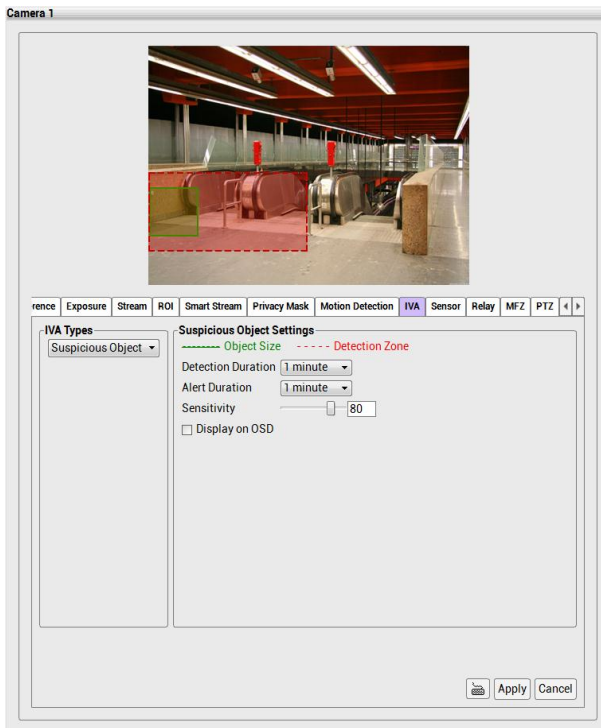 Camera 1
rence Exposure Stream ROI Smart Stream Privacy Mask Motion Detection IVA Sensor Relay MFZ PTZ
IVA Types
Suspicious Object
Suspicious Object Settings
Object Size Detection Zone
Detection Duration 1 minute
Alert Duration 1 minute
Sensitivity 80
Display on OSD
Apply Cancel